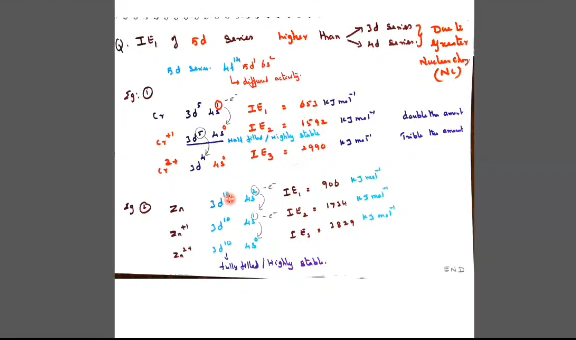 Q. IE₁ of 5d series higher than → 3d series
→ 4d series.
Due to greater Nuclear charge (NC)
5d series. 4f¹⁴ 5d¹ 6s²
↳ different activity.
Eg: ①
Cr 3d⁵ 4s¹ -e⁻ IE₁ = 653 KJ mol⁻¹
Cr⁺¹ 3d⁵ 4s⁰ IE₂ = 1592 KJ mol⁻¹ double the amount
Half filled / Highly stable
Cr²⁺ 3d⁴ 4s⁰ IE₃ = 2990 KJ mol⁻¹ Trible the amount
Eg ②
Zn 3d¹⁰ 4s² -e⁻ IE₁ = 906 KJ mol⁻¹
Zn⁺¹ 3d¹⁰ 4s¹ -e⁻ IE₂ = 1734 KJ mol⁻¹
Zn²⁺ 3d¹⁰ 4s⁰ IE₃ = 3829 KJ mol⁻¹
fully filled / Highly stable.
END